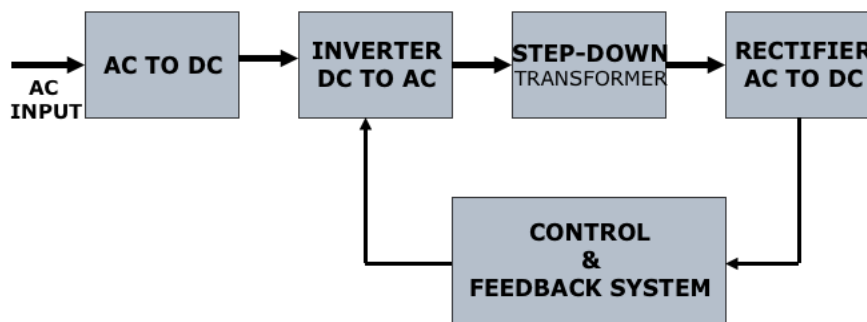 AC
INPUT
AC TO DC
INVERTER
DC TO AC
STEP-DOWN
TRANSFORMER
RECTIFIER
AC TO DC
CONTROL
&
FEEDBACK SYSTEM